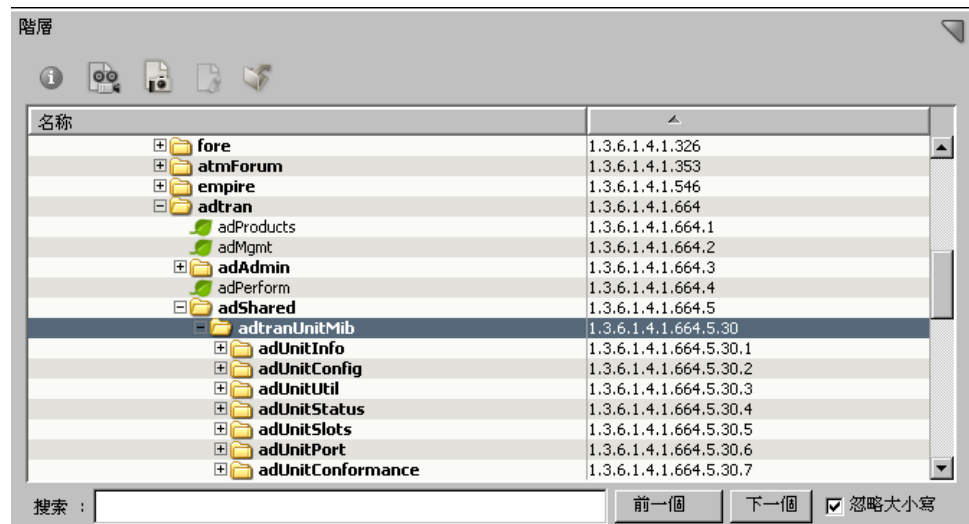 階層
名称
fore 1.3.6.1.4.1.326
atmForum 1.3.6.1.4.1.353
empire 1.3.6.1.4.1.546
adtran 1.3.6.1.4.1.664
adProducts 1.3.6.1.4.1.664.1
adMgmt 1.3.6.1.4.1.664.2
adAdmin 1.3.6.1.4.1.664.3
adPerform 1.3.6.1.4.1.664.4
adShared 1.3.6.1.4.1.664.5
adtranUnitMib 1.3.6.1.4.1.664.5.30
adUnitInfo 1.3.6.1.4.1.664.5.30.1
adUnitConfig 1.3.6.1.4.1.664.5.30.2
adUnitUtil 1.3.6.1.4.1.664.5.30.3
adUnitStatus 1.3.6.1.4.1.664.5.30.4
adUnitSlots 1.3.6.1.4.1.664.5.30.5
adUnitPort 1.3.6.1.4.1.664.5.30.6
adUnitConformance 1.3.6.1.4.1.664.5.30.7
搜索 : 前一個 下一個 忽略大小寫